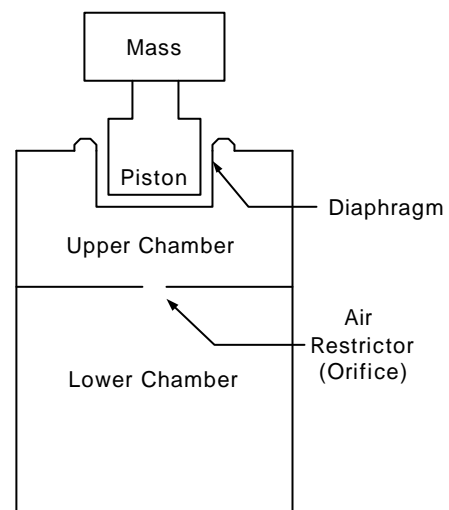 Mass
Piston
Diaphragm
Upper Chamber
Air
Restrictor
(Orifice)
Lower Chamber